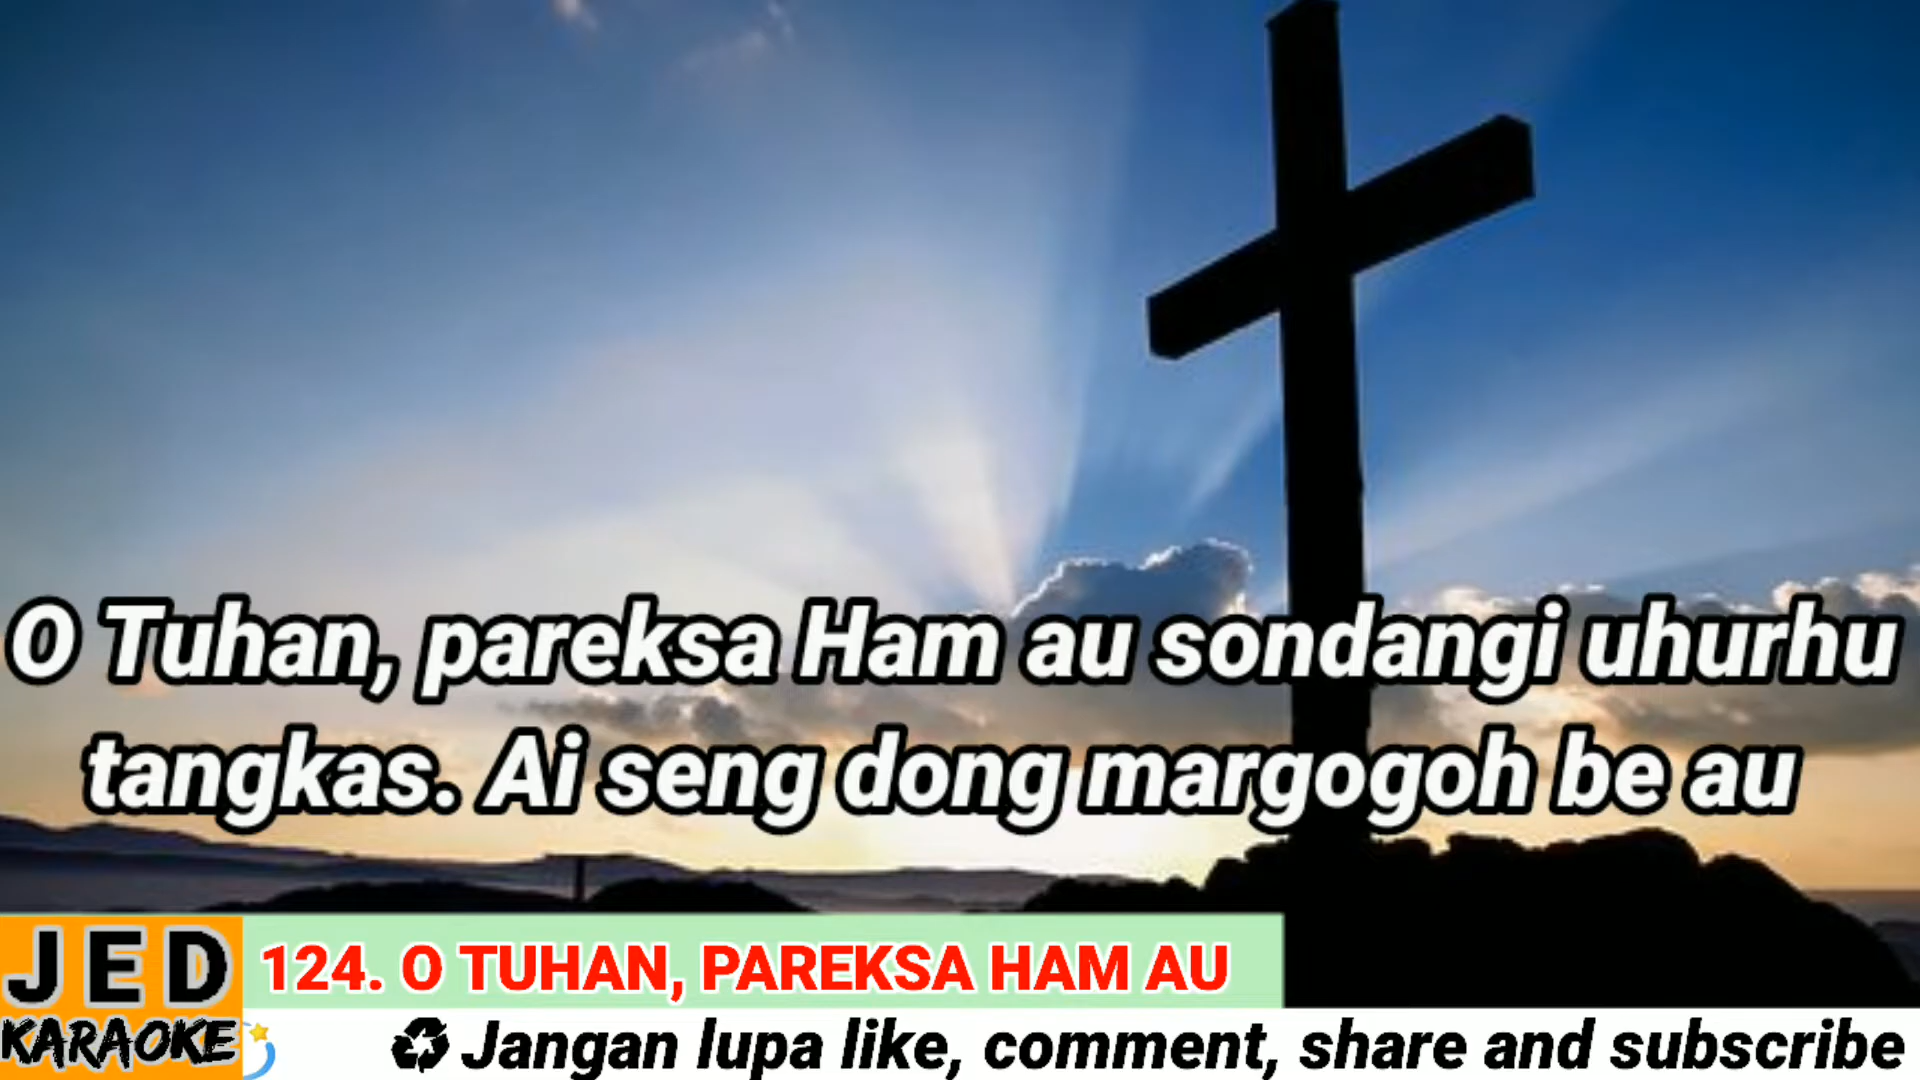 O Tuhan, pareksa Ham au sondangi uhurhu
tangkas. Ai seng dong margogoh be au
JED
KARAOKE
124. O TUHAN, PAREKSA HAM AU
Jangan lupa like, comment, share and subscribe